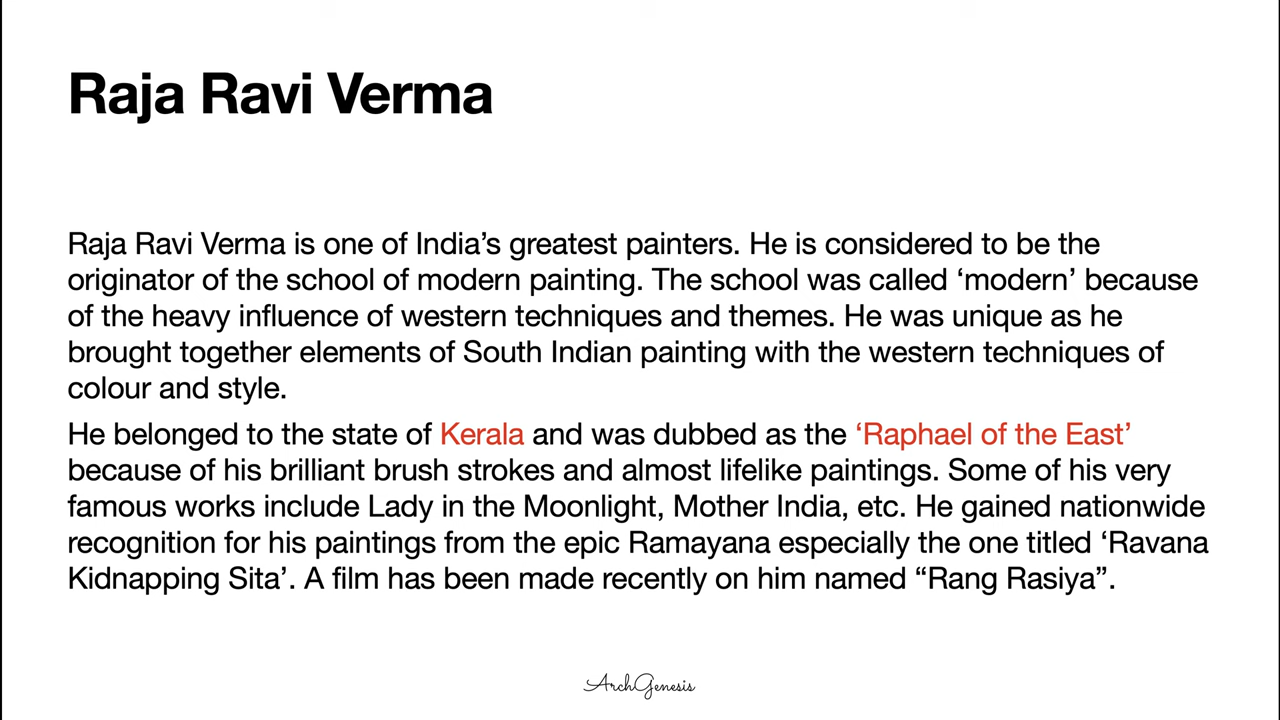 Raja Ravi Verma
Raja Ravi Verma is one of India’s greatest painters. He is considered to be the
originator of the school of modern painting. The school was called ‘modern’ because
of the heavy influence of western techniques and themes. He was unique as he
brought together elements of South Indian painting with the western techniques of
colour and style.
He belonged to the state of Kerala and was dubbed as the ‘Raphael of the East’
because of his brilliant brush strokes and almost lifelike paintings. Some of his very
famous works include Lady in the Moonlight, Mother India, etc. He gained nationwide
recognition for his paintings from the epic Ramayana especially the one titled ‘Ravana
Kidnapping Sita’. A film has been made recently on him named “Rang Rasiya”.
ArchGenesis